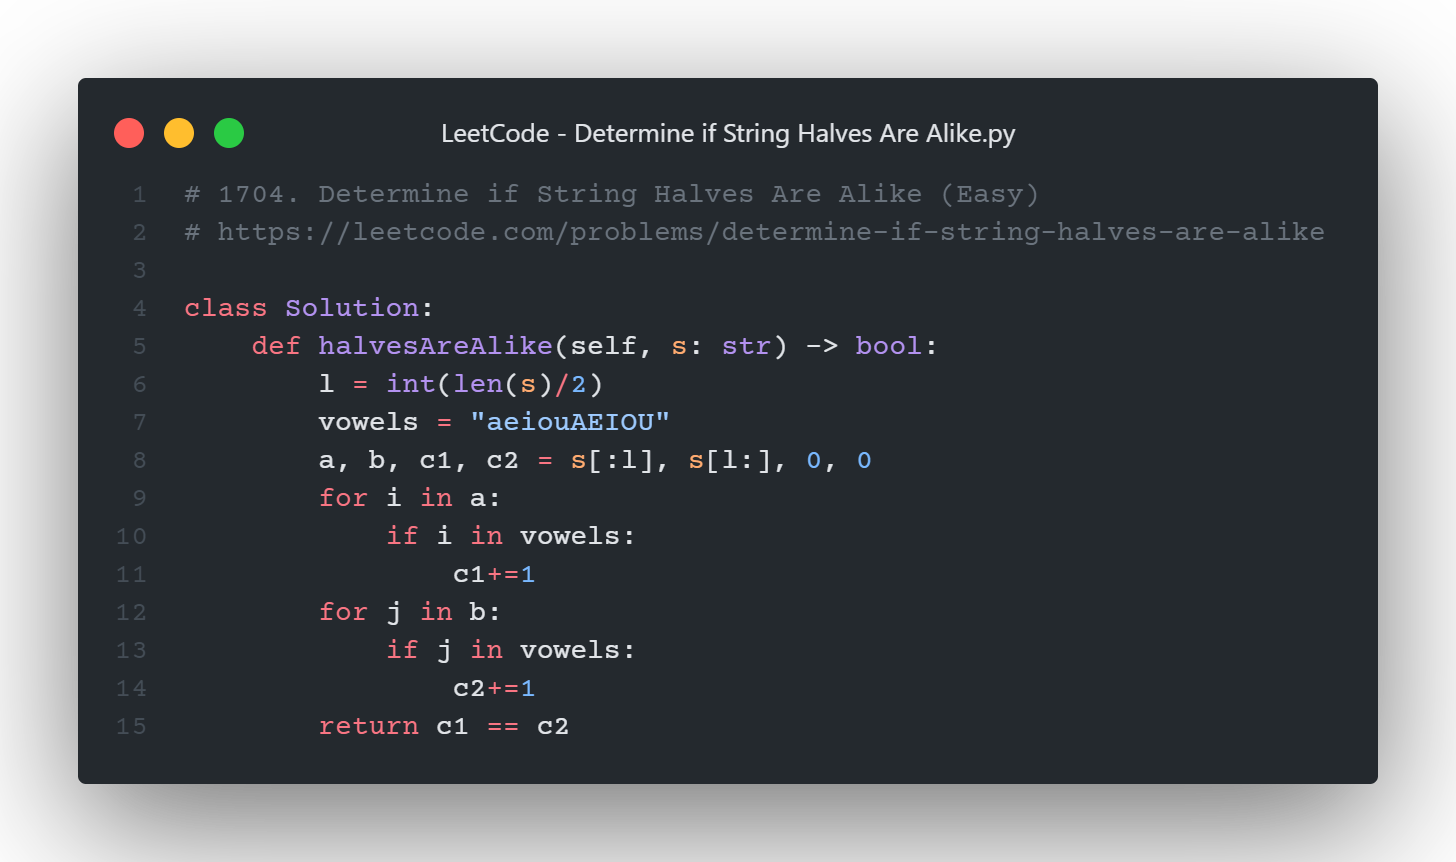 LeetCode - Determine if String Halves Are Alike.py
1 # 1704. Determine if String Halves Are Alike (Easy)
2 # https://leetcode.com/problems/determine-if-string-halves-are-alike
3
4 class Solution:
5     def halvesAreAlike(self, s: str) -> bool:
6         l = int(len(s)/2)
7         vowels = "aeiouAEIOU"
8         a, b, c1, c2 = s[:l], s[l:], 0, 0
9         for i in a:
10             if i in vowels:
11                 c1+=1
12         for j in b:
13             if j in vowels:
14                 c2+=1
15         return c1 == c2